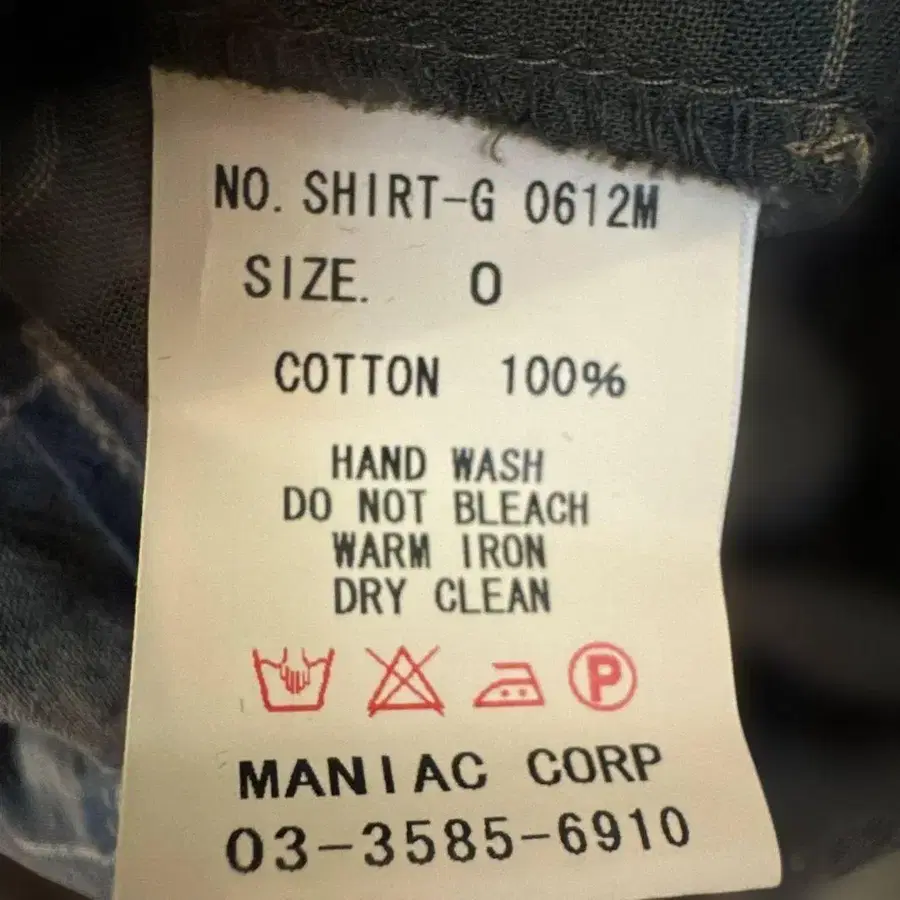 NO. SHIRT-G 0612M
SIZE. 0
COTTON 100%
HAND WASH
DO NOT BLEACH
WARM IRON
DRY CLEAN
P
MANIAC CORP
03-3585-6910